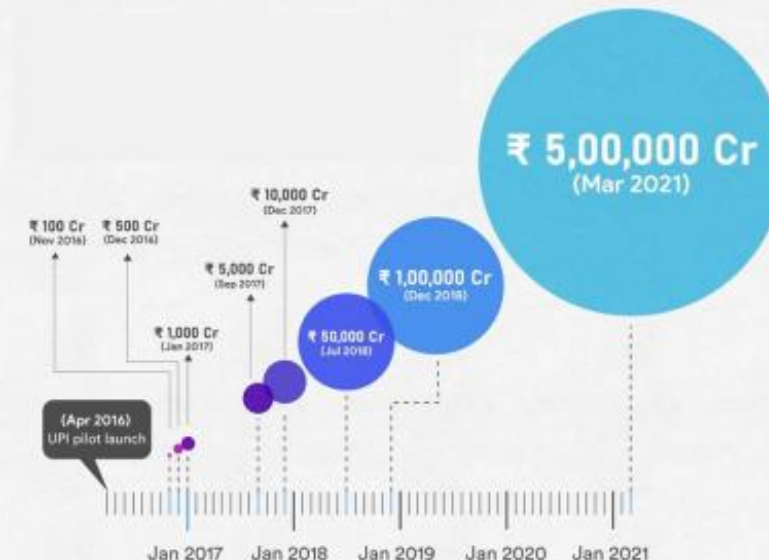 ₹ 5,00,000 Cr
(Mar 2021)
₹ 10,000 Cr
(Dec 2017)
₹ 100 Cr
(Nov 2016)
₹ 500 Cr
(Dec 2016)
₹ 5,000 Cr
(Sep 2017)
₹ 1,00,000 Cr
(Dec 2018)
₹ 1,000 Cr
(Jan 2017)
₹ 50,000 Cr
(Jul 2018)
(Apr 2016)
UPI pilot launch
Jan 2017
Jan 2018
Jan 2019
Jan 2020
Jan 2021